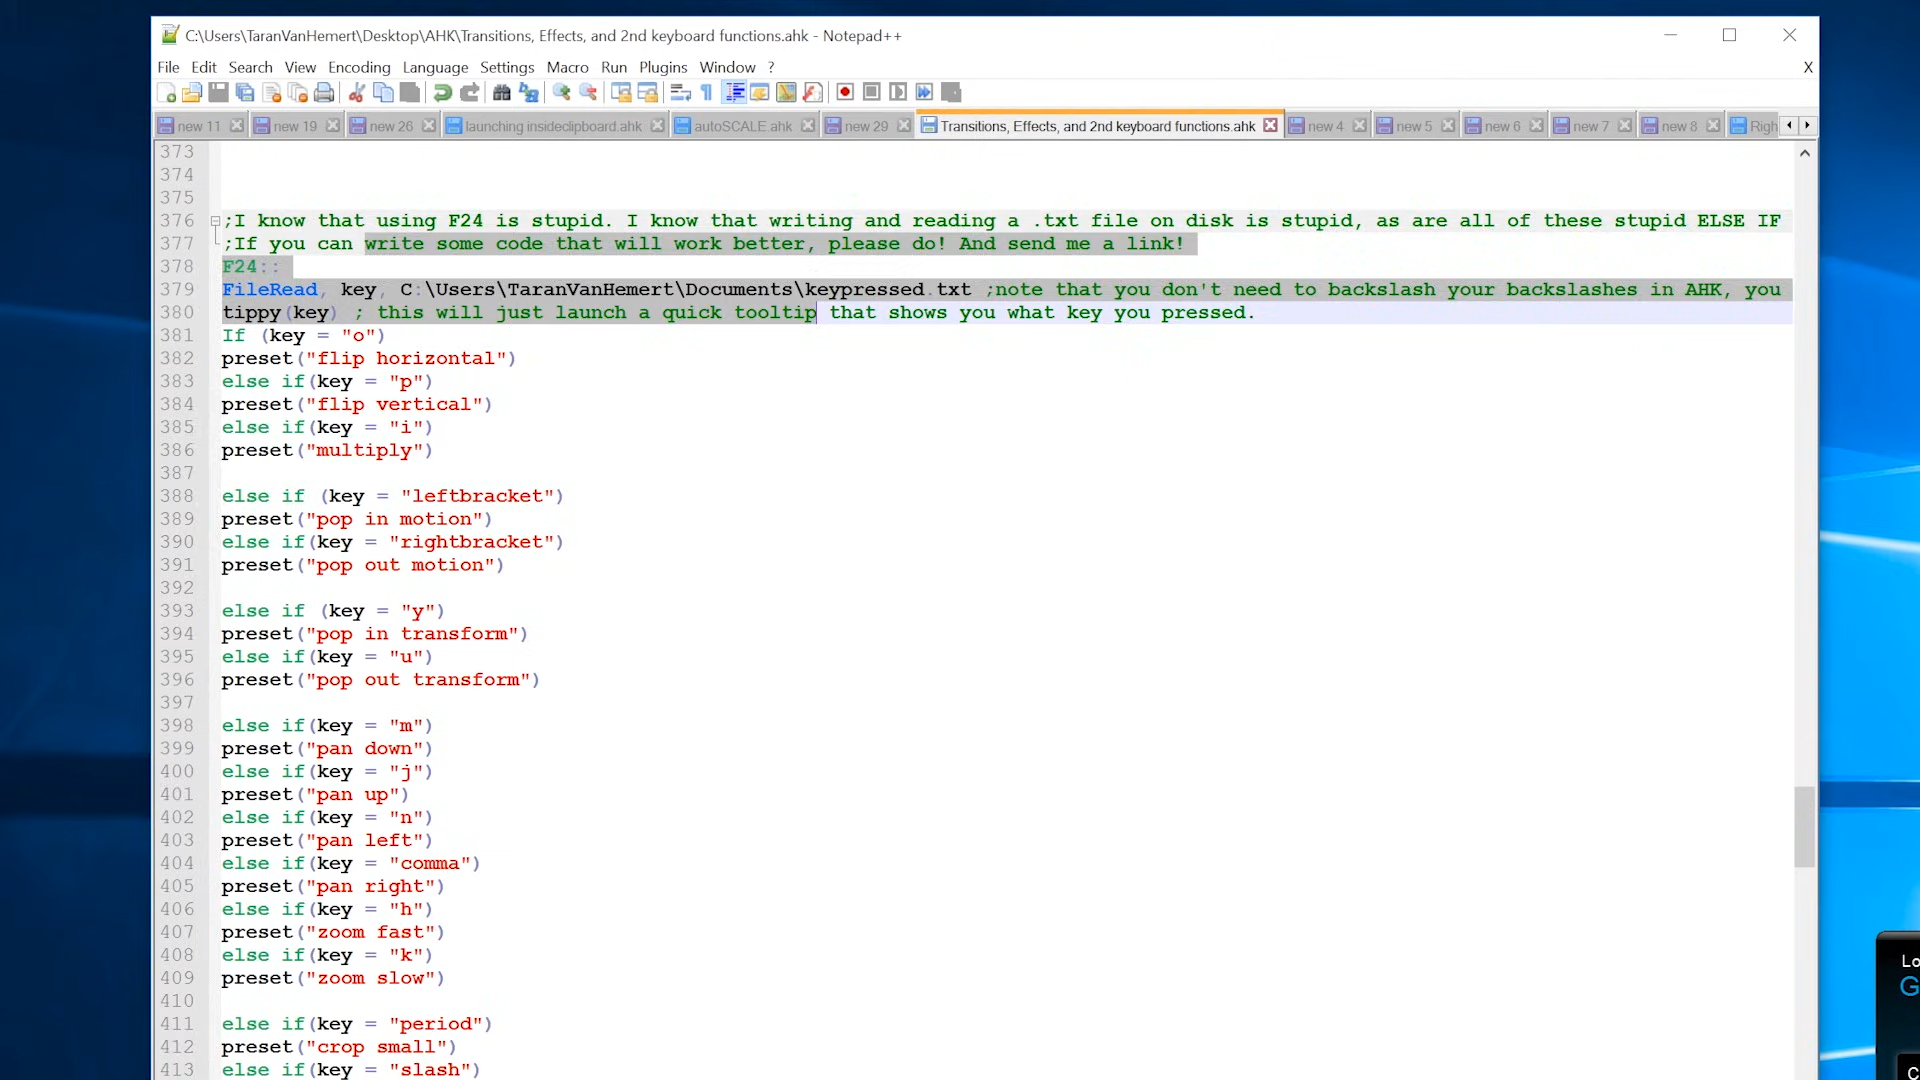 C:\Users\TaranVanHemert\Desktop\AHK\Transitions, Effects, and 2nd keyboard functions.ahk - Notepad++
File Edit Search View Encoding Language Settings Macro Run Plugins Window ? X
new 11 new 19 new 26 launching insideclipboard.ahk autoSCALE.ahk new 29 Transitions, Effects, and 2nd keyboard functions.ahk new 4 new 5 new 6 new 7 new 8 Righ
373
374
375
376 ;I know that using F24 is stupid. I know that writing and reading a .txt file on disk is stupid, as are all of these stupid ELSE IF
377 ;If you can write some code that will work better, please do! And send me a link!
378 F24::
379 FileRead, key, C:\Users\TaranVanHemert\Documents\keypressed.txt ;note that you don't need to backslash your backslashes in AHK, you
380 tippy(key) ; this will just launch a quick tooltip that shows you what key you pressed.
381 If (key = "o")
382 preset("flip horizontal")
383 else if(key = "p")
384 preset("flip vertical")
385 else if(key = "i")
386 preset("multiply")
387
388 else if (key = "leftbracket")
389 preset("pop in motion")
390 else if(key = "rightbracket")
391 preset("pop out motion")
392
393 else if (key = "y")
394 preset("pop in transform")
395 else if(key = "u")
396 preset("pop out transform")
397
398 else if(key = "m")
399 preset("pan down")
400 else if(key = "j")
401 preset("pan up")
402 else if(key = "n")
403 preset("pan left")
404 else if(key = "comma")
405 preset("pan right")
406 else if(key = "h")
407 preset("zoom fast")
408 else if(key = "k")
409 preset("zoom slow")
410
411 else if(key = "period")
412 preset("crop small")
413 else if(key = "slash")
Lo
G
C